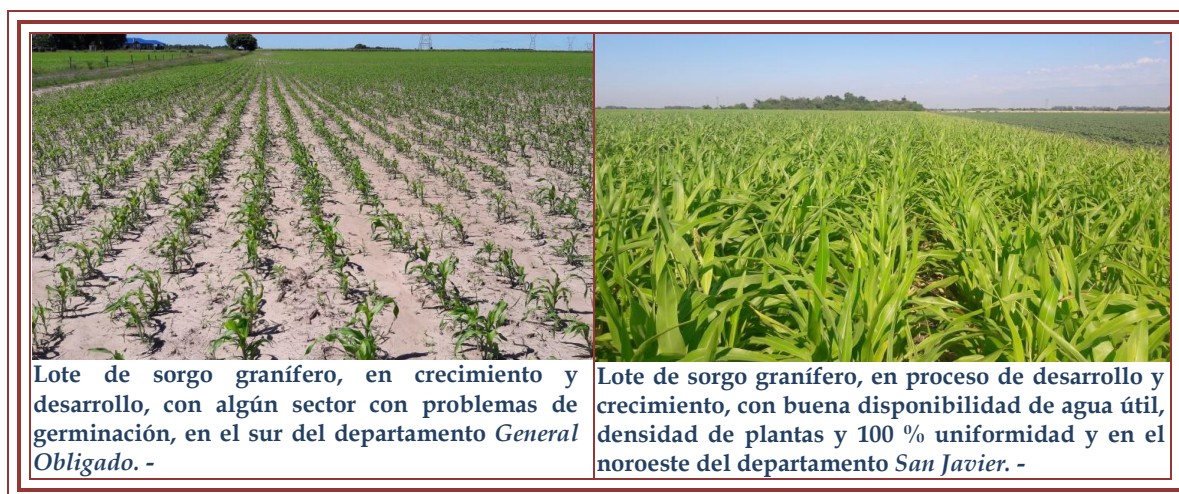 Lote de sorgo granífero, en crecimiento y
desarrollo, con algún sector con problemas de
germinación, en el sur del departamento General
Obligado. -
Lote de sorgo granífero, en proceso de desarrollo y
crecimiento, con buena disponibilidad de agua útil,
densidad de plantas y 100 % uniformidad y en el
noroeste del departamento San Javier. -